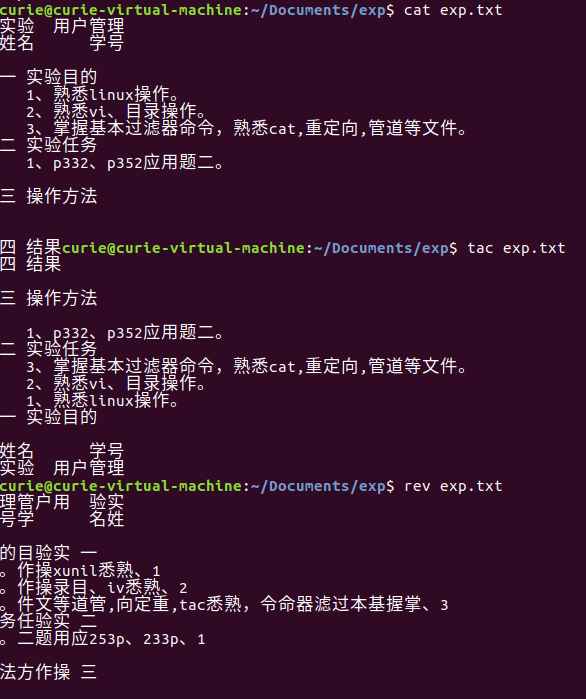 curie@curie-virtual-machine:~/Documents/exp$ cat exp.txt
实验  用户管理
姓名      学号
一 实验目的
   1、熟悉linux操作。
   2、熟悉vi、目录操作。
   3、掌握基本过滤器命令，熟悉cat,重定向,管道等文件。
二 实验任务
   1、p332、p352应用题二。
三 操作方法
四 结果curie@curie-virtual-machine:~/Documents/exp$ tac exp.txt
四 结果
三 操作方法
   1、p332、p352应用题二。
二 实验任务
   3、掌握基本过滤器命令，熟悉cat,重定向,管道等文件。
   2、熟悉vi、目录操作。
   1、熟悉linux操作。
一 实验目的
姓名      学号
实验  用户管理
curie@curie-virtual-machine:~/Documents/exp$ rev exp.txt
理管户用  验实
号学      名姓
的目验实 一
。作操xunil悉熟、1
。作操录目、iv悉熟、2
。件文等道管,向定重,tac悉熟，令命器滤过本基握掌、3
务任验实 二
。二题用应253p、233p、1
法方作操 三